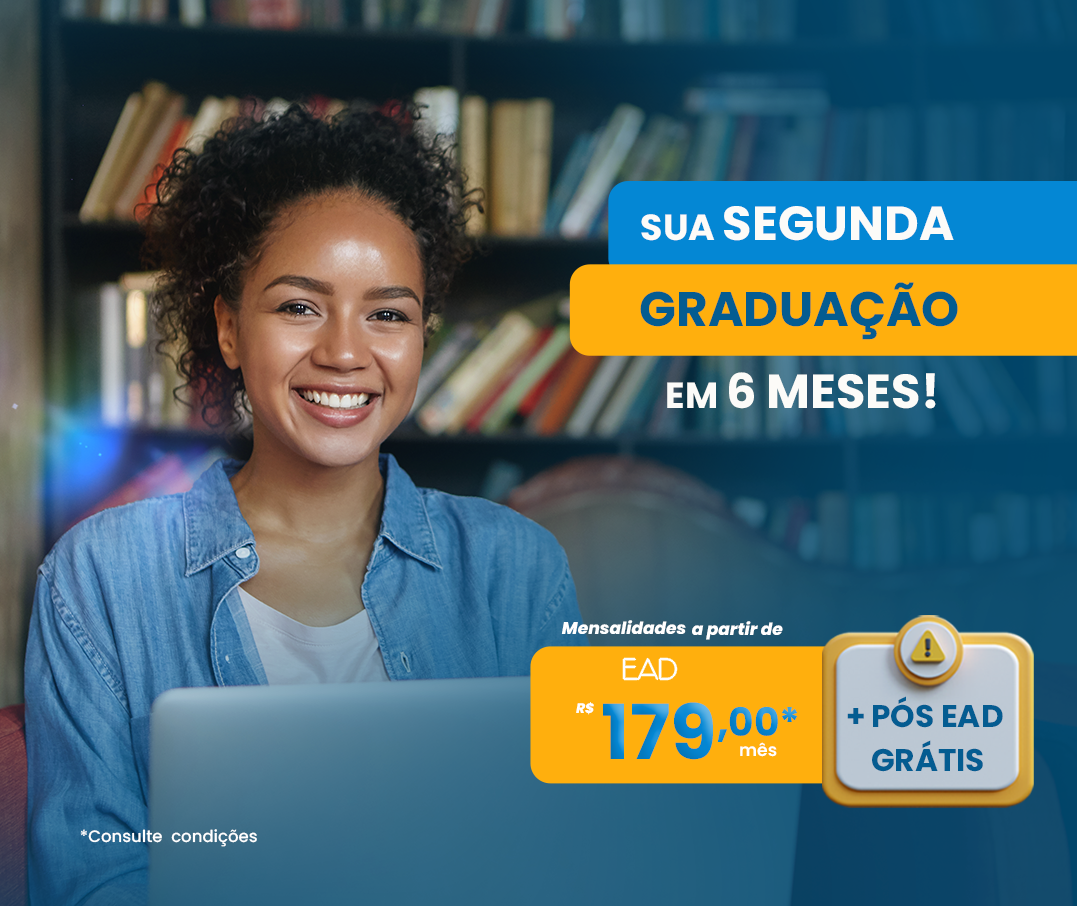 SUA SEGUNDA
GRADUAÇÃO
EM 6 MESES!
Mensalidades a partir de
EAD
R$ 179,00*
mês
+ PÓS EAD
GRÁTIS
*Consulte condições